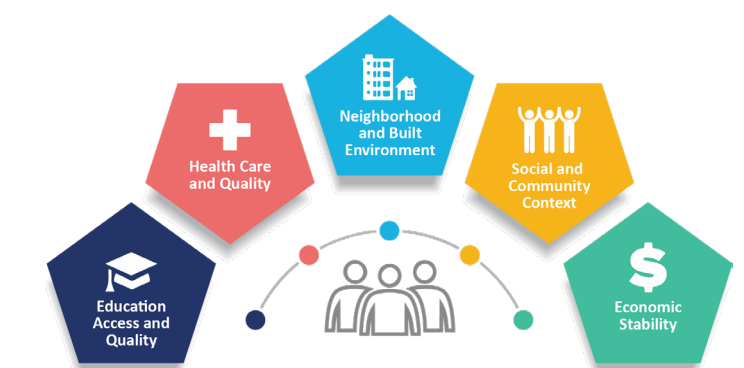 Neighborhood
and Built
Environment
Health Care
and Quality
Social and
Community
Context
Education
Access and
Quality
$
Economic
Stability